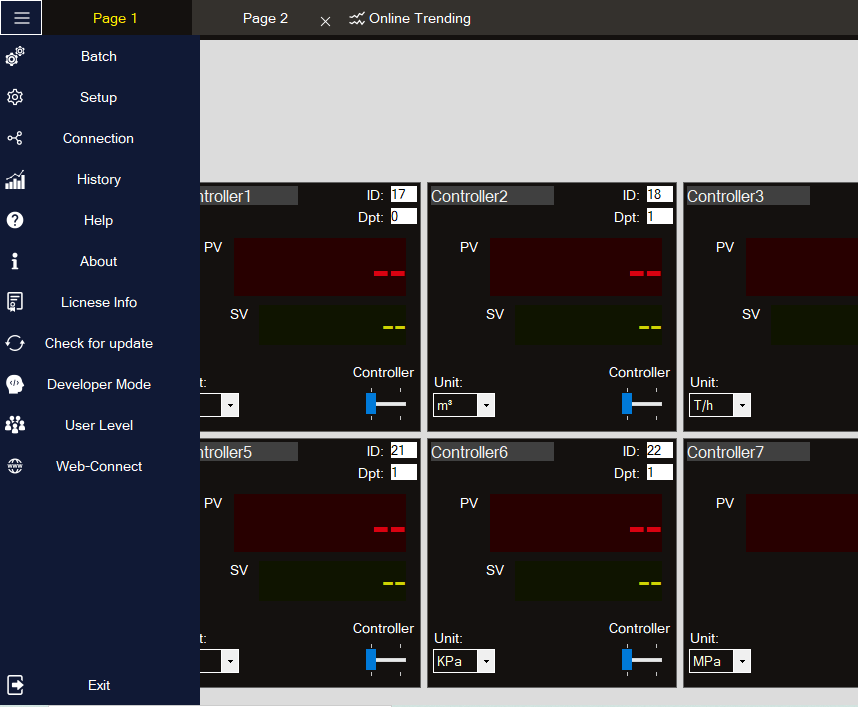 Page 1
Page 2
Online Trending
Batch
Setup
Connection
History
Help
About
Licnese Info
Check for update
Developer Mode
User Level
Web-Connect
Exit
ntroller1
ID: 17
Dpt: 0
PV
--
SV
--
t:
Controller
Controller2
ID: 18
Dpt: 1
PV
--
SV
--
Unit:
m³
Controller
Controller3
PV
SV
Unit:
T/h
ntroller5
ID: 21
Dpt: 1
PV
--
SV
--
t:
Controller
Controller6
ID: 22
Dpt: 1
PV
--
SV
--
Unit:
KPa
Controller
Controller7
PV
Unit:
MPa